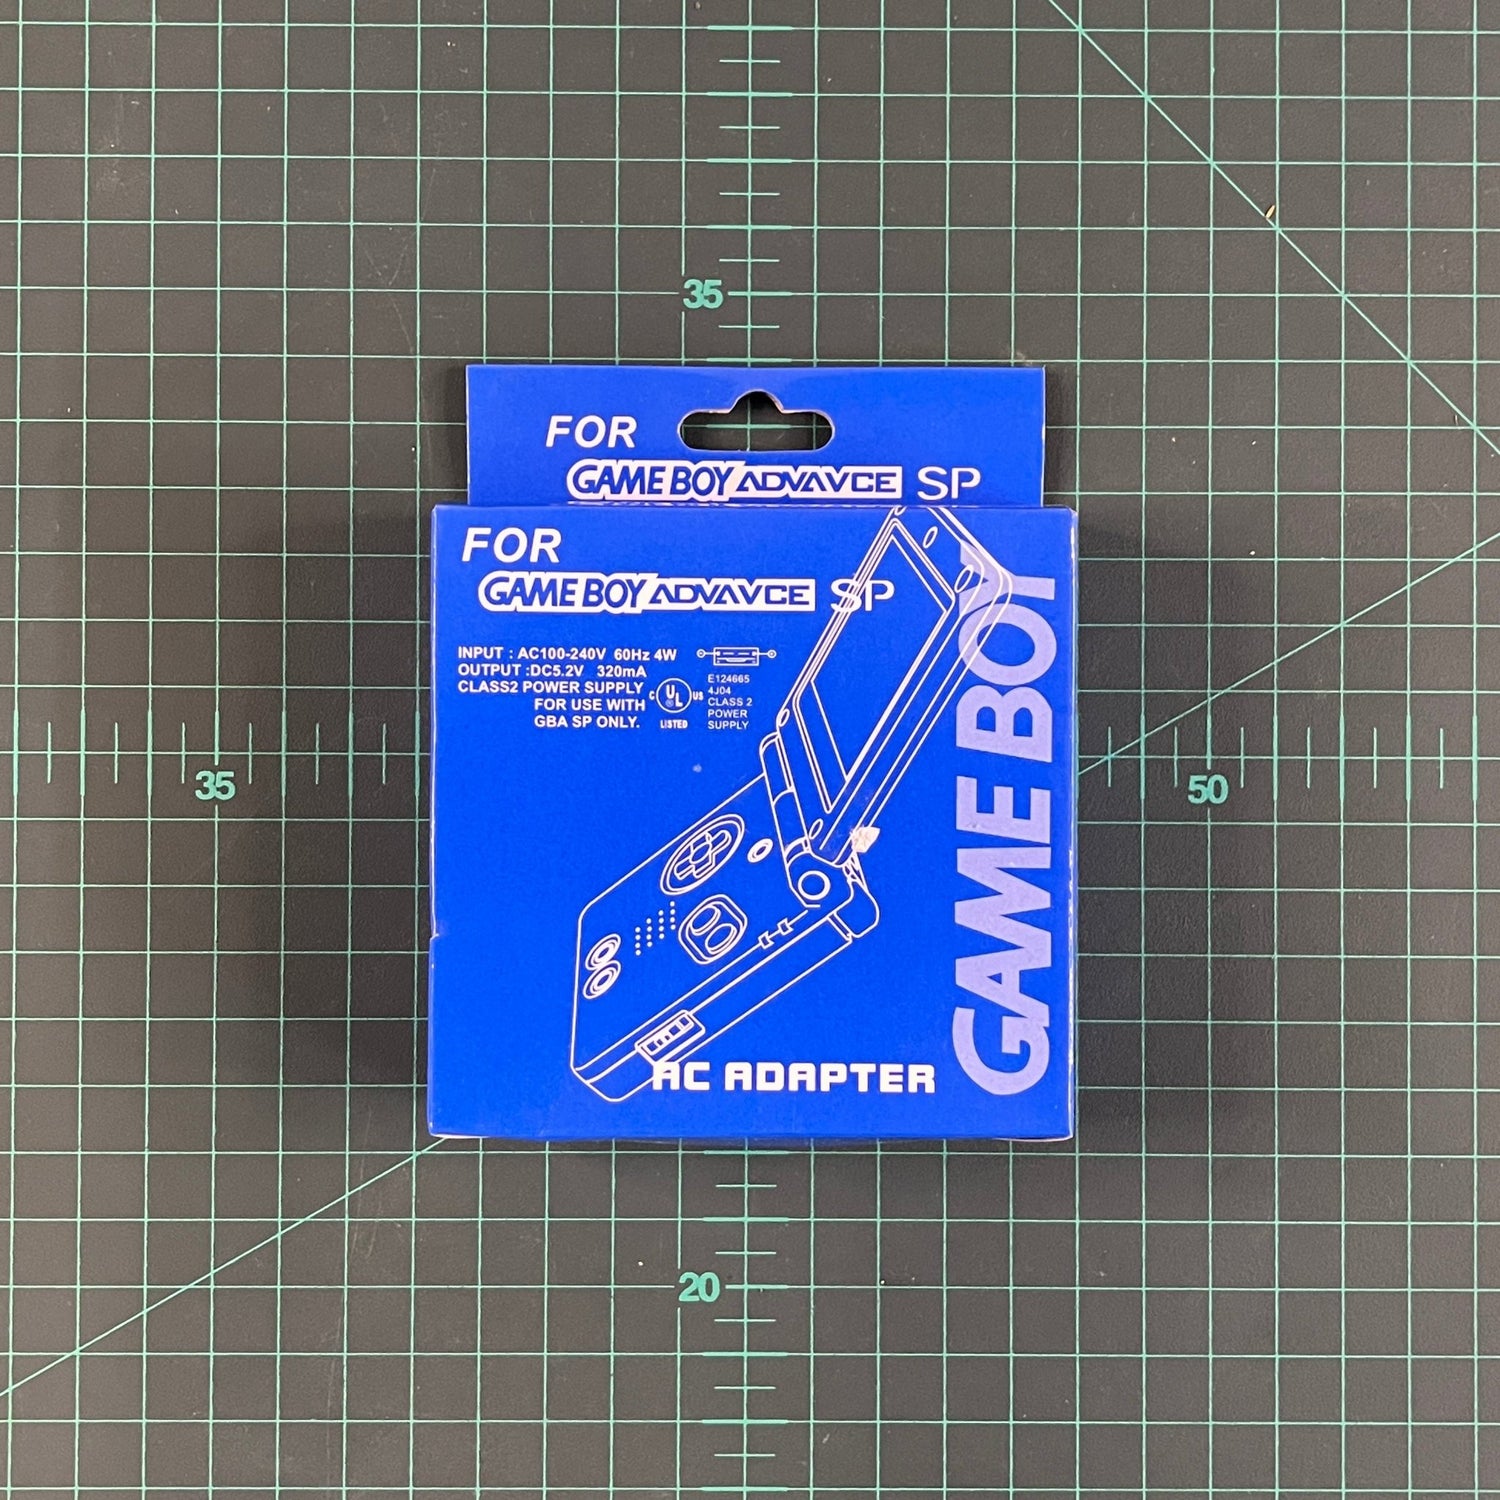 35
FOR
GAME BOY ADVAVCE SP
FOR
GAME BOY ADVAVCE SP
INPUT : AC100-240V 60Hz 4W
OUTPUT :DC5.2V 320mA
CLASS2 POWER SUPPLY
FOR USE WITH
GBA SP ONLY.
C UL US
LISTED
E124665
4J04
CLASS 2
POWER
SUPPLY
GAME BOY
35
50
AC ADAPTER
20